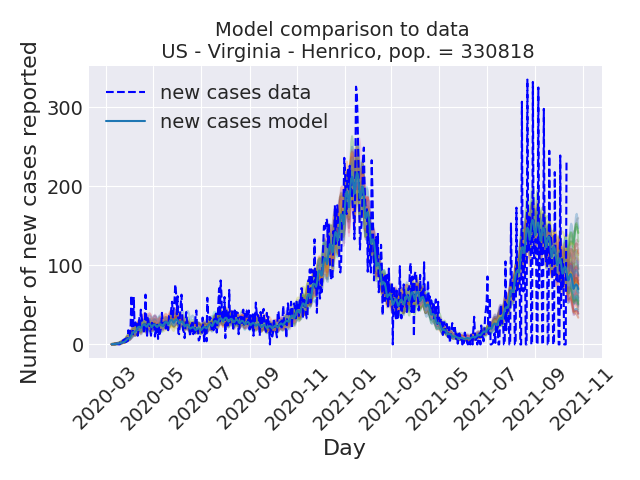 Model comparison to data
US - Virginia - Henrico, pop. = 330818
Number of new cases reported
300
200
100
0
new cases data
new cases model
2020-03
2020-05
2020-07
2020-09
2020-11
2021-01
2021-03
2021-05
2021-07
2021-09
2021-11
Day